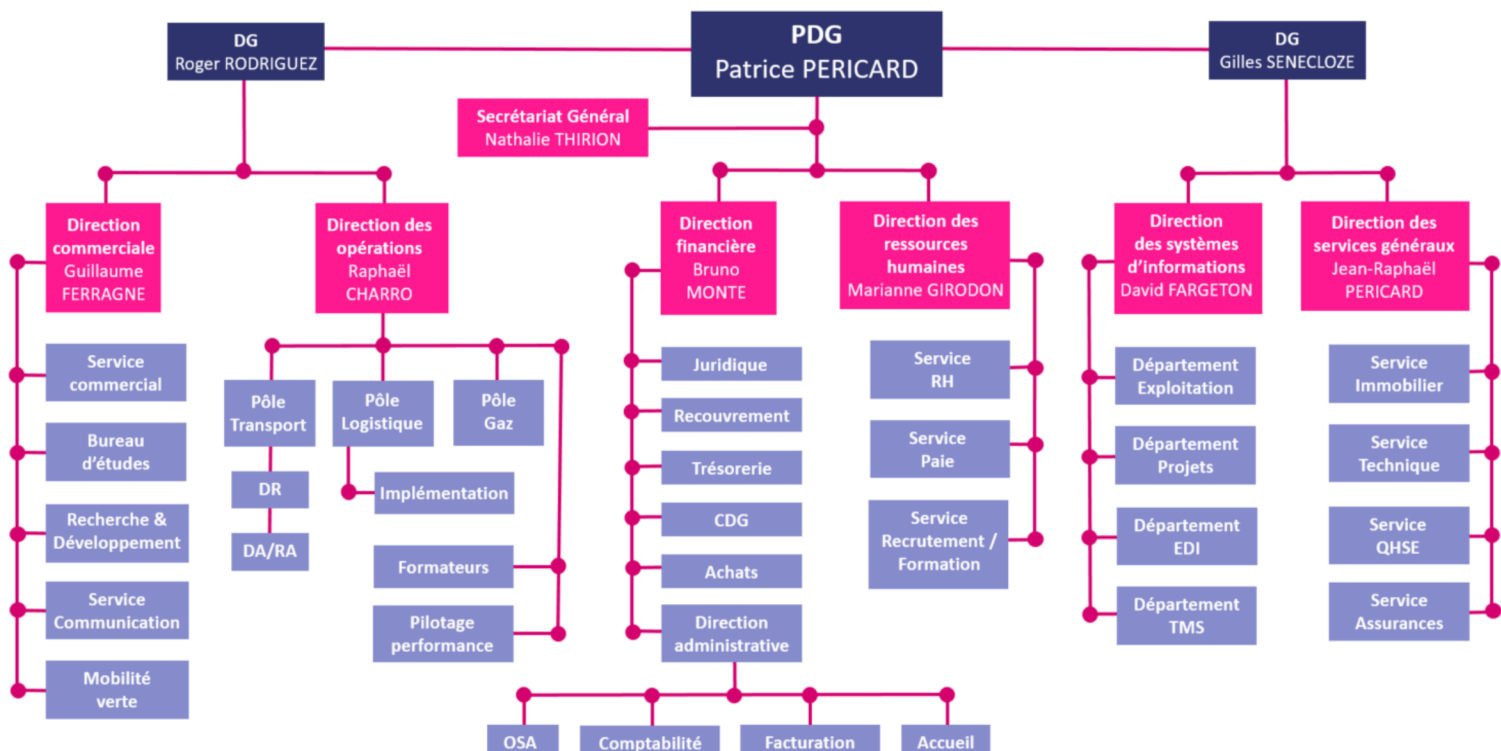 DG
Roger RODRIGUEZ
PDG
Patrice PERICARD
DG
Gilles SENECLOZE
Secrétariat Général
Nathalie THIRION
Direction
commerciale
Guillaume
FERRAGNE
Direction des
opérations
Raphaël
CHARRO
Direction
financière
Bruno
MONTE
Direction des
ressources
humaines
Marianne GIRODON
Direction
des systèmes
d'informations
David FARGETON
Direction des
services généraux
Jean-Raphaël
PERICARD
Service
commercial
Bureau
d'études
Recherche &
Développement
Service
Communication
Mobilité
verte
Pôle
Transport
DR
DA/RA
Pôle
Logistique
Implémentation
Pôle
Gaz
Formateurs
Pilotage
performance
Juridique
Recouvrement
Trésorerie
CDG
Achats
Direction
administrative
OSA
Comptabilité
Facturation
Accueil
Service
RH
Service
Paie
Service
Recrutement /
Formation
Département
Exploitation
Département
Projets
Département
EDI
Département
TMS
Service
Immobilier
Service
Technique
Service
QHSE
Service
Assurances